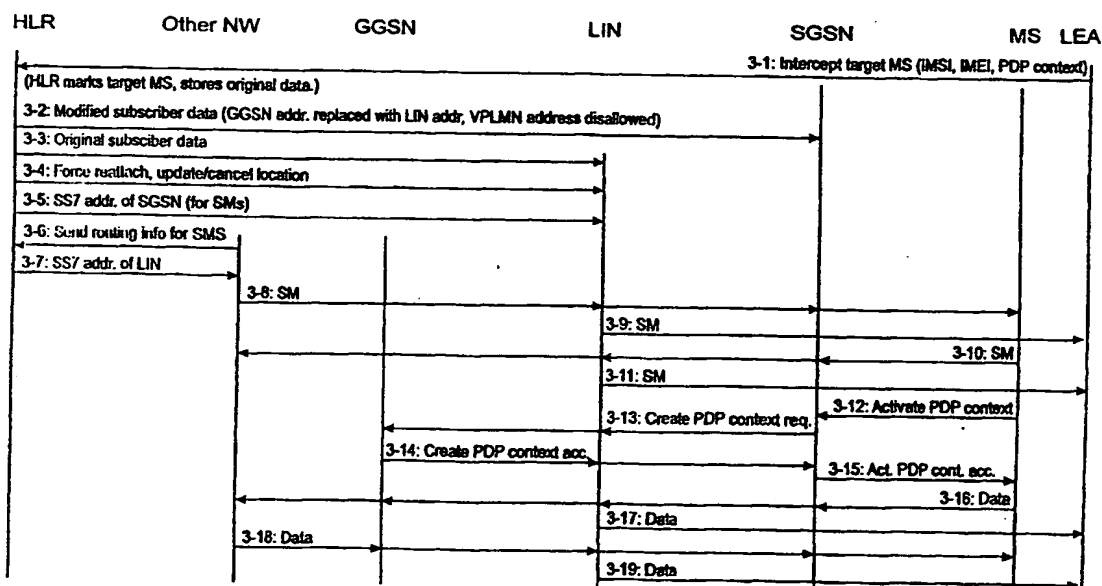 HLR Other NW GGSN LIN SGSN MS LEA
3-1: Intercept target MS (IMSI, IMEI, PDP context)
(HLR marks target MS, stores original data.)
3-2: Modified subscriber data (GGSN addr. replaced with LIN addr, VPLMN address disallowed)
3-3: Original subsciber data
3-4: Force reattach, update/cancel location
3-5: SS7 addr. of SGSN (for SMs)
3-6: Send routing info for SMS
3-7: SS7 addr. of LIN
3-8: SM
3-9: SM
3-10: SM
3-11: SM
3-12: Activate PDP context
3-13: Create PDP context req.
3-14: Create PDP context acc.
3-15: Act. PDP cont. acc.
3-16: Data
3-17: Data
3-18: Data
3-19: Data